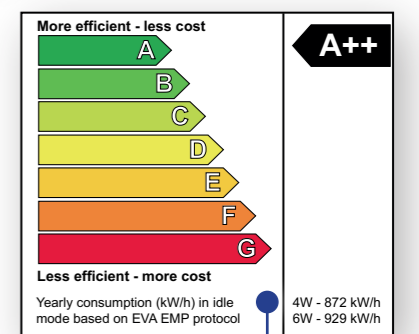 More efficient - less cost
A++
A
B
C
D
E
F
G
Less efficient - more cost
Yearly consumption (kW/h) in idle
mode based on EVA EMP protocol
4W - 872 kW/h
6W - 929 kW/h